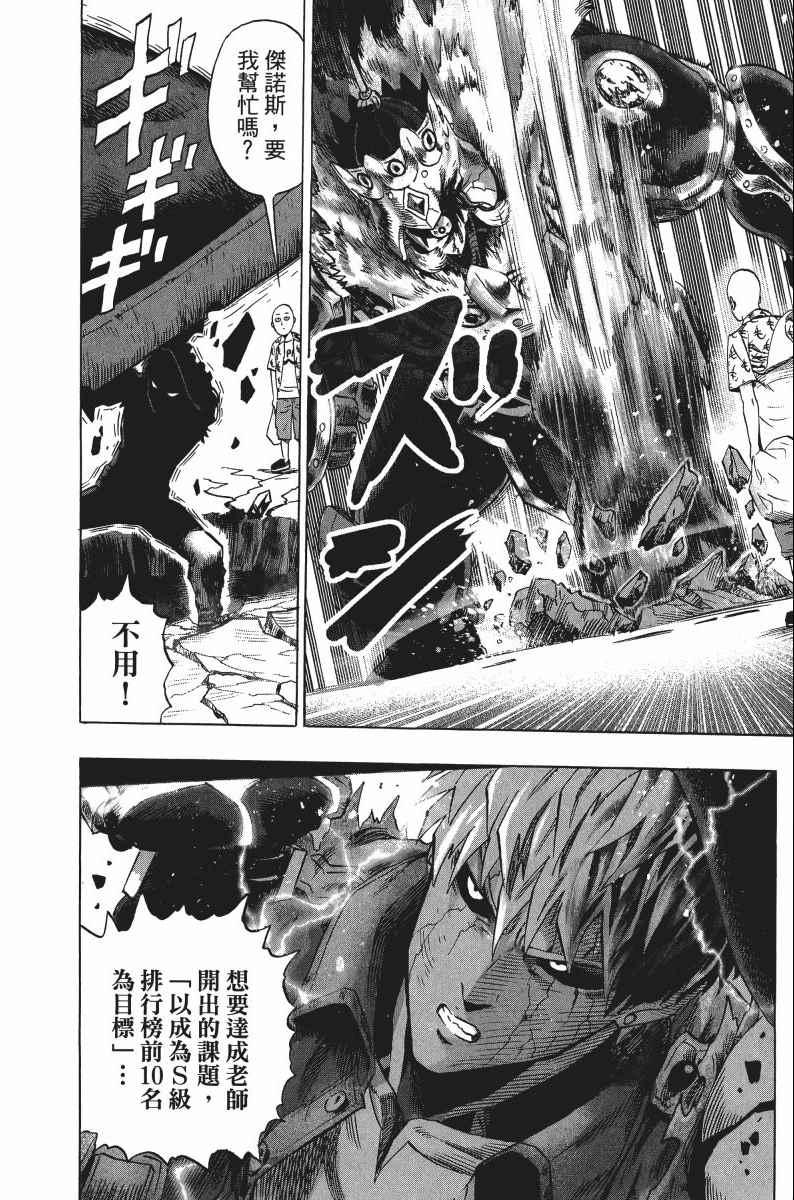 ズンッ
傑諾斯，要
我幫忙嗎？
ギギギ
不用！
想要達成老師
開出的課題，
「以成為S級
排行榜前10名
為目標」…